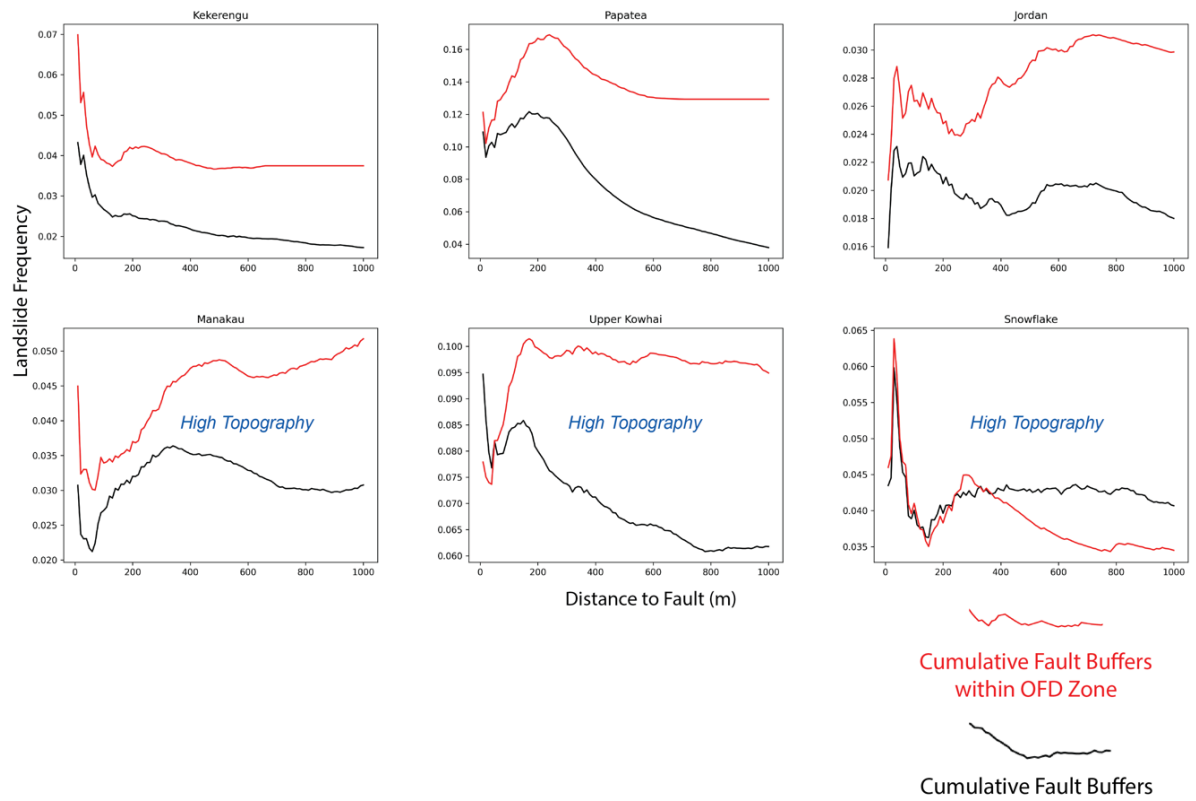 Kekerengu
Papatea
Jordan
0.07
0.06
0.05
0.04
0.03
0.02
0.16
0.14
0.12
0.10
0.08
0.06
0.04
0.030
0.028
0.026
0.024
0.022
0.020
0.018
0.016
0 200 400 600 800 1000
0 200 400 600 800 1000
0 200 400 600 800 1000
Landslide Frequency
Manakau
Upper Kowhai
Snowflake
0.050
0.045
0.040
0.035
0.030
0.025
0.020
High Topography
0.100
0.095
0.090
0.085
0.080
0.075
0.070
0.065
0.060
High Topography
0.065
0.060
0.055
0.050
0.045
0.040
0.035
High Topography
0 200 400 600 800 1000
0 200 400 600 800 1000
0 200 400 600 800 1000
Distance to Fault (m)
Cumulative Fault Buffers
within OFD Zone
Cumulative Fault Buffers